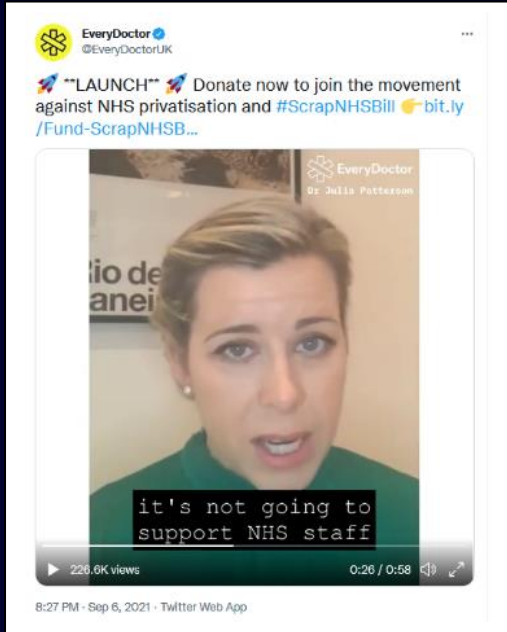 EveryDoctor
@EveryDoctorUK
🚀 **LAUNCH** 🚀 Donate now to join the movement
against NHS privatisation and #ScrapNHSBill 👉bit.ly
/Fund-ScrapNHSB...
EveryDoctor
Dr Julia Patterson
io de
anei
it's not going to
support NHS staff
226.6K views
0:26 / 0:58
8:27 PM · Sep 6, 2021 · Twitter Web App